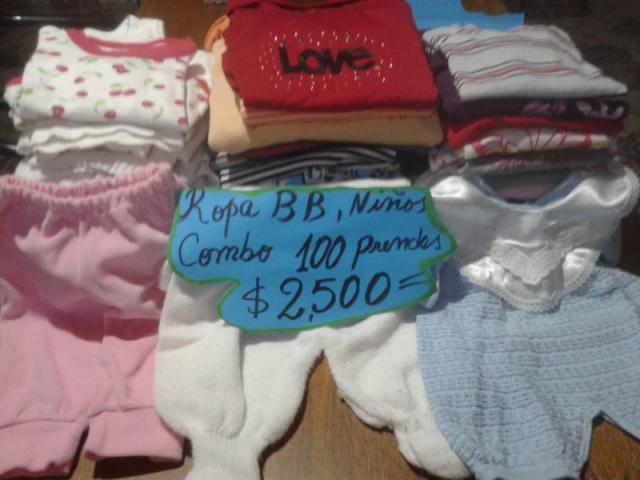 Love
Ropa BB, Niños
Combo 100 prendas
$ 2,500=